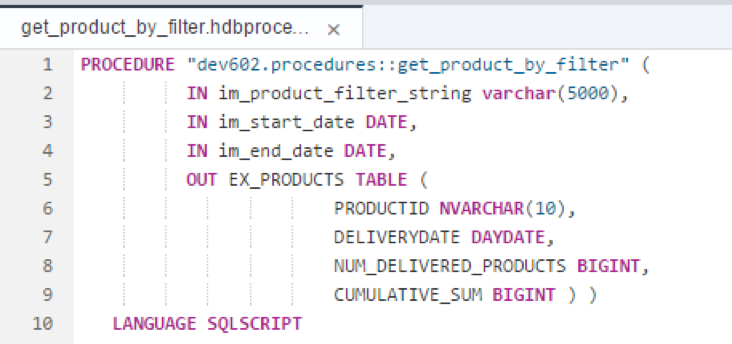 get_product_by_filter.hdbproce... ×
1 PROCEDURE "dev602.procedures::get_product_by_filter" (
2 IN im_product_filter_string varchar(5000),
3 IN im_start_date DATE,
4 IN im_end_date DATE,
5 OUT EX_PRODUCTS TABLE (
6 PRODUCTID NVARCHAR(10),
7 DELIVERYDATE DAYDATE,
8 NUM_DELIVERED_PRODUCTS BIGINT,
9 CUMULATIVE_SUM BIGINT ) )
10 LANGUAGE SQLSCRIPT